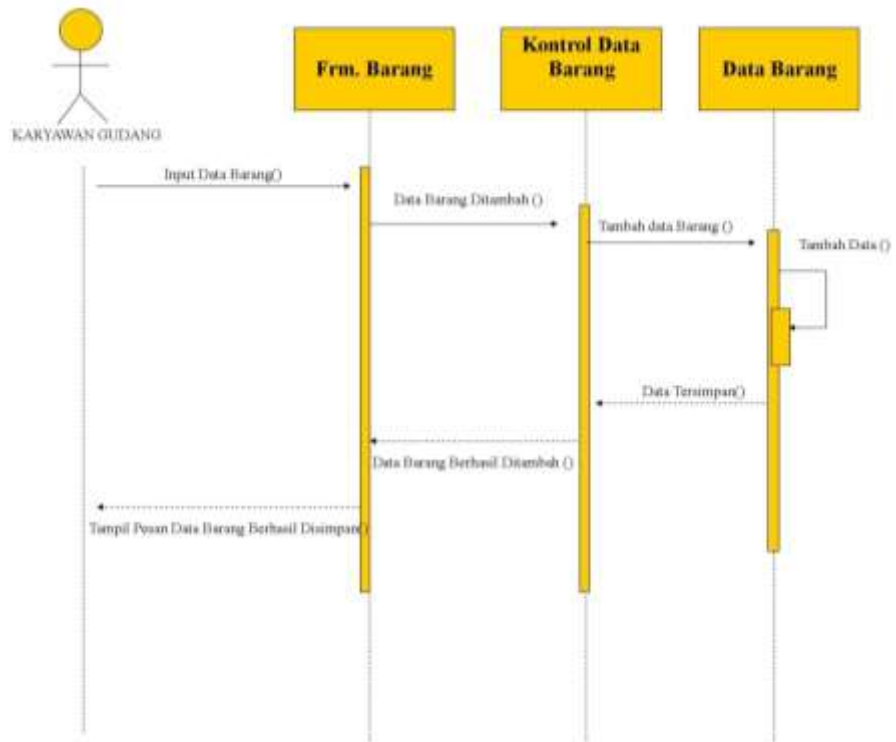 KARYAWAN GUDANG
Frm. Barang
Kontrol Data
Barang
Data Barang
Input Data Barang()
Data Barang Ditambah ()
Tambah data Barang ()
Tambah Data ()
Data Tersimpan()
Data Barang Berhasil Ditambah ()
Tampil Pesan Data Barang Berhasil Disimpan()